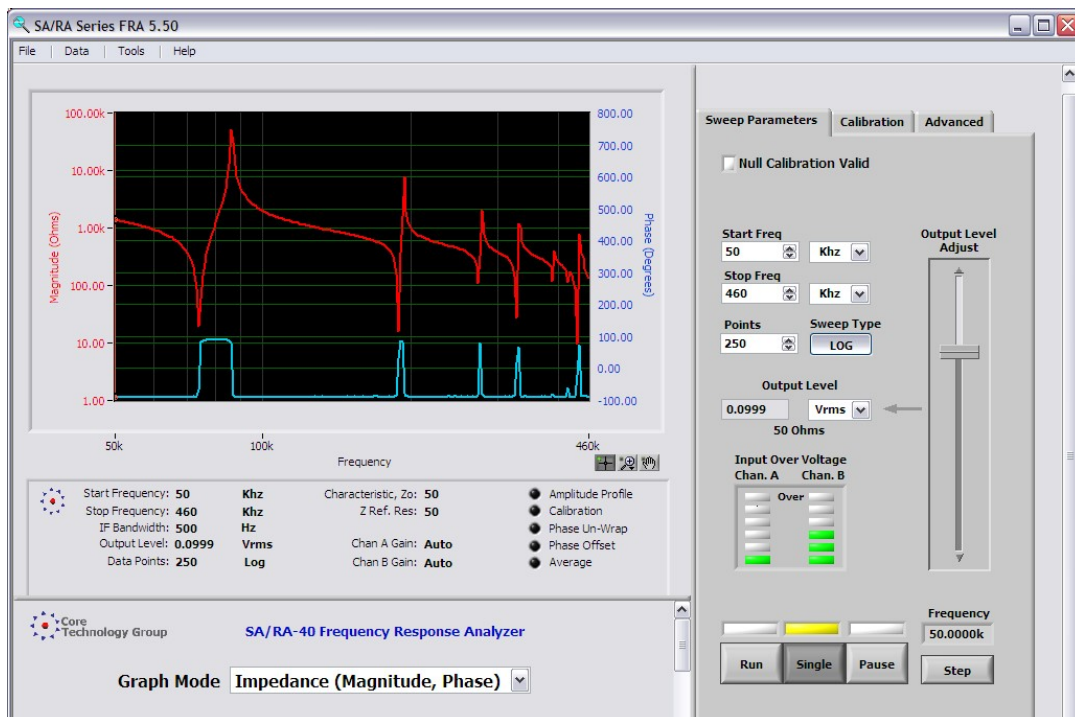 SA/RA Series FRA 5.50
File | Data | Tools | Help
100.00k
10.00k
1.00k
100.00
10.00
1.00
Magnitude (Ohms)
800.00
700.00
600.00
500.00
400.00
300.00
200.00
100.00
0.00
-100.00
Phase (Degrees)
50k 100k 460k
Frequency
Start Frequency: 50 Khz
Stop Frequency: 460 Khz
IF Bandwidth: 500 Hz
Output Level: 0.0999 Vrms
Data Points: 250 Log
Characteristic, Zo: 50
Z Ref. Res: 50
Chan A Gain: Auto
Chan B Gain: Auto
Amplitude Profile
Calibration
Phase Un-Wrap
Phase Offset
Average
Core
Technology Group
SA/RA-40 Frequency Response Analyzer
Graph Mode Impedance (Magnitude, Phase)
Sweep Parameters Calibration Advanced
Null Calibration Valid
Start Freq
50 Khz
Stop Freq
460 Khz
Points Sweep Type
250 LOG
Output Level
0.0999 Vrms
50 Ohms
Input Over Voltage
Chan. A Chan. B
Over
Output Level
Adjust
Frequency
50.0000k
Run Single Pause Step